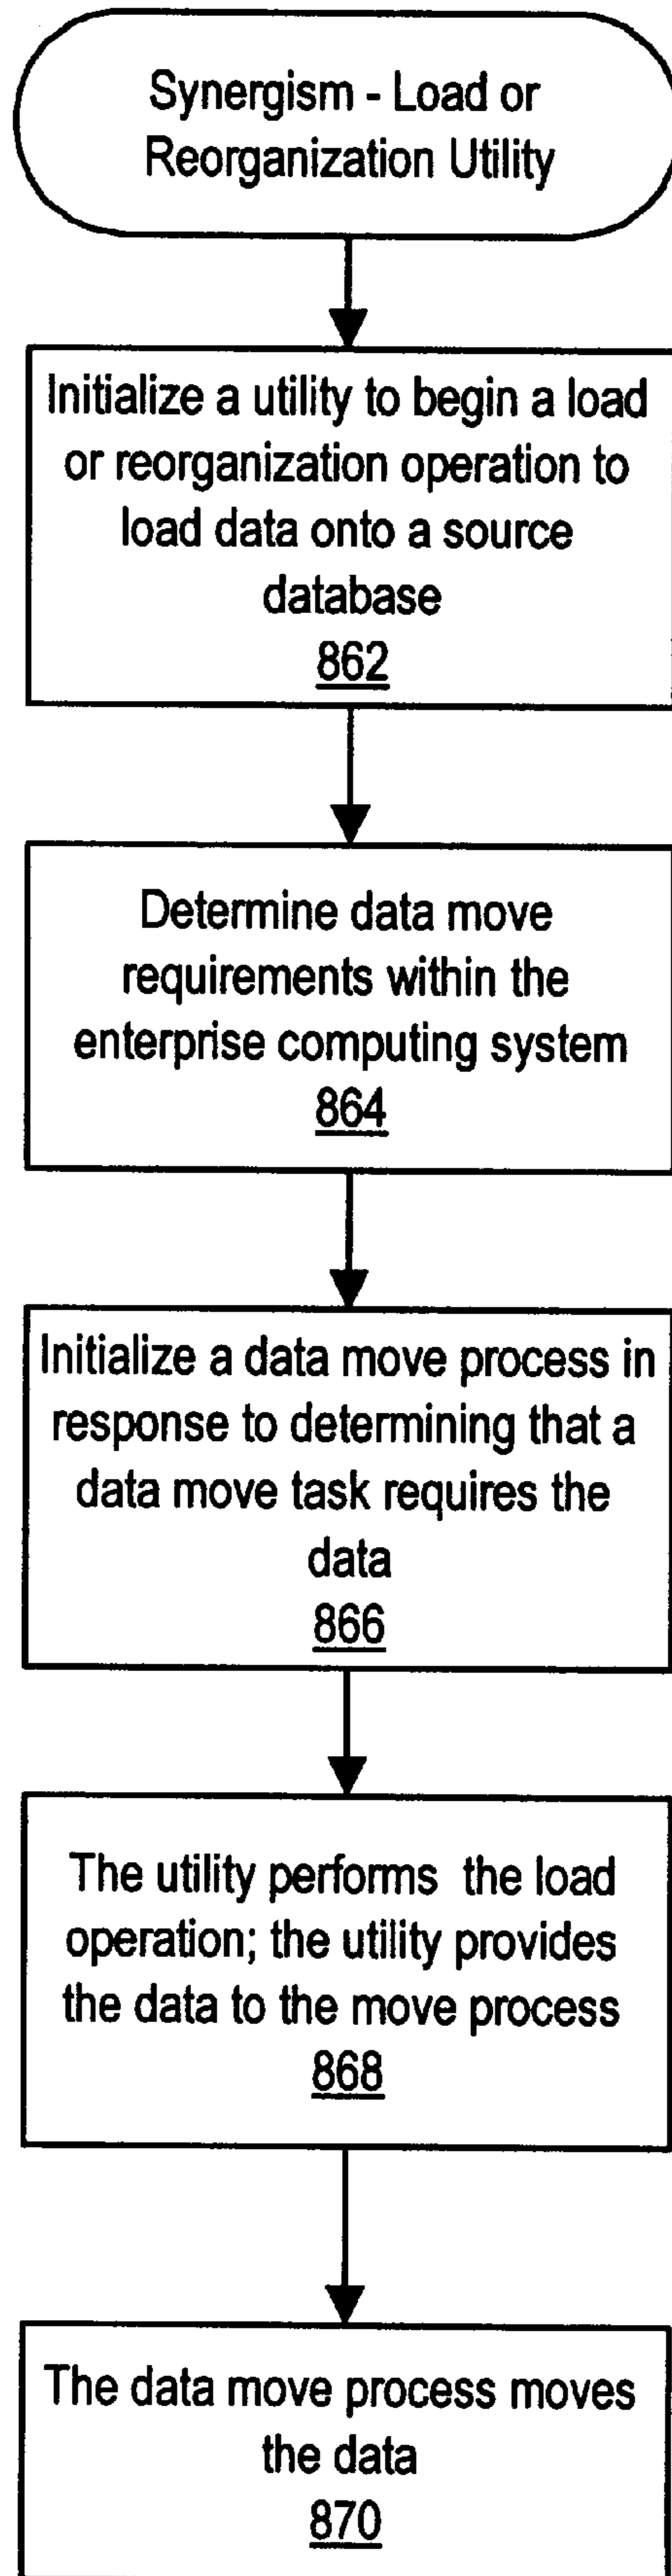 Synergism - Load or
Reorganization Utility
Initialize a utility to begin a load
or reorganization operation to
load data onto a source
database
862
Determine data move
requirements within the
enterprise computing system
864
Initialize a data move process in
response to determining that a
data move task requires the
data
866
The utility performs the load
operation; the utility provides
the data to the move process
868
The data move process moves
the data
870